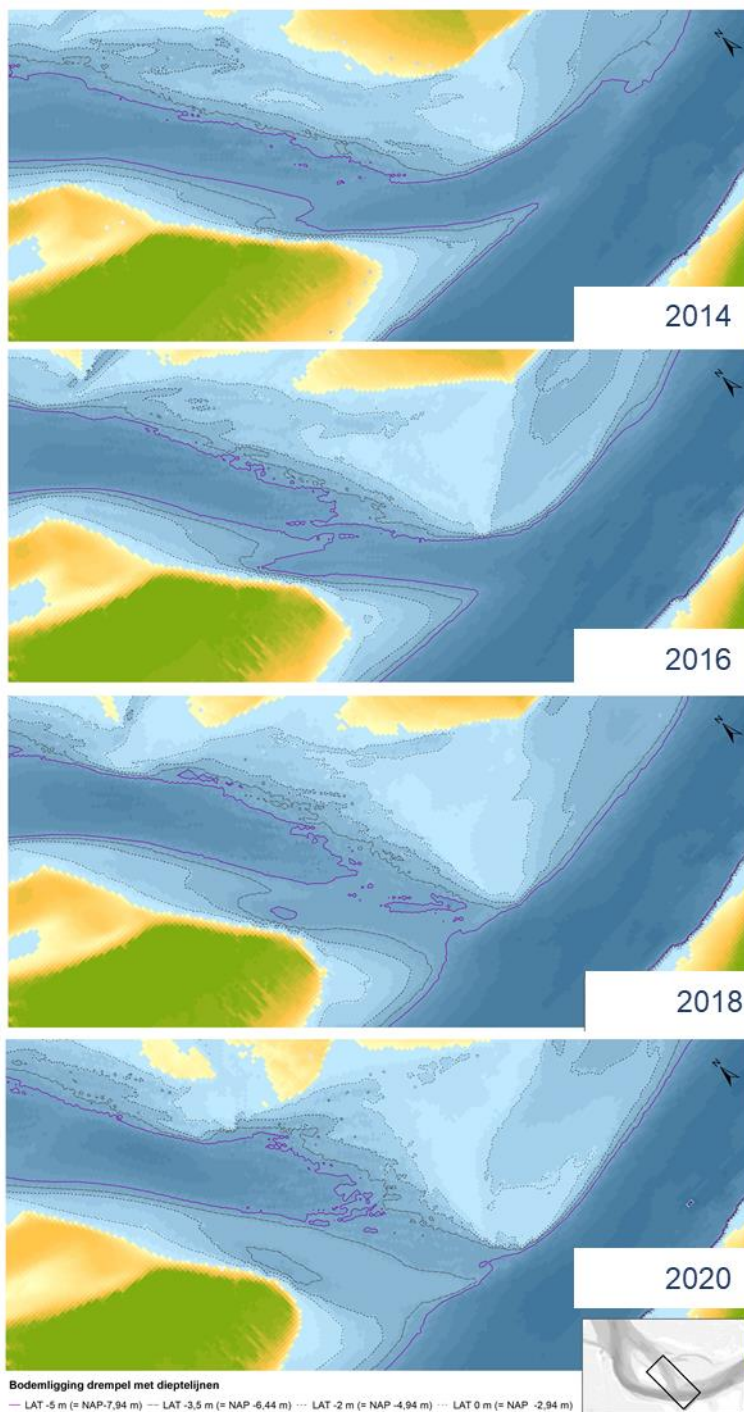 N
2014
N
2016
N
2018
N
2020
Bodemligging drempel met dieptelijnen
LAT -5 m (= NAP-7,94 m) LAT -3,5 m (= NAP -6,44 m) LAT -2 m (= NAP -4,94 m) LAT 0 m (= NAP -2,94 m)